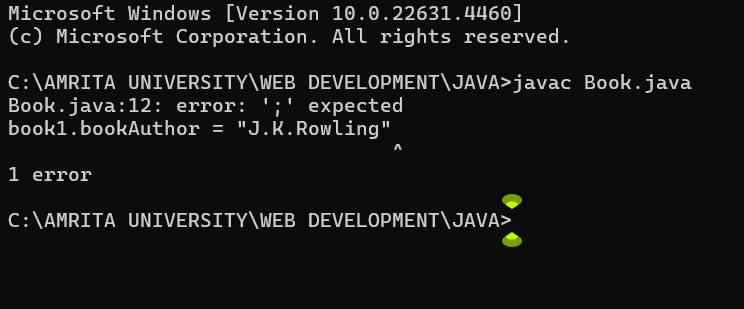 Microsoft Windows [Version 10.0.22631.4460]
(c) Microsoft Corporation. All rights reserved.
C:\AMRITA UNIVERSITY\WEB DEVELOPMENT\JAVA>javac Book.java
Book.java:12: error: ';' expected
book1.bookAuthor = "J.K.Rowling"
^
1 error
C:\AMRITA UNIVERSITY\WEB DEVELOPMENT\JAVA>